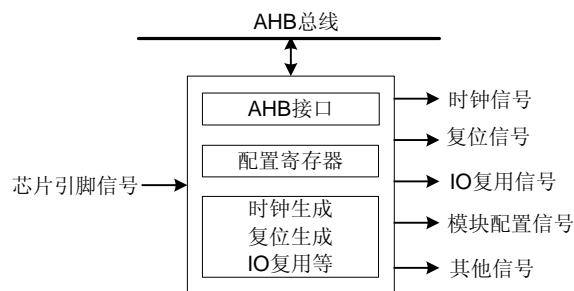 AHB总线
AHB接口
配置寄存器
时钟生成
复位生成
IO复用等
芯片引脚信号
时钟信号
复位信号
IO复用信号
模块配置信号
其他信号